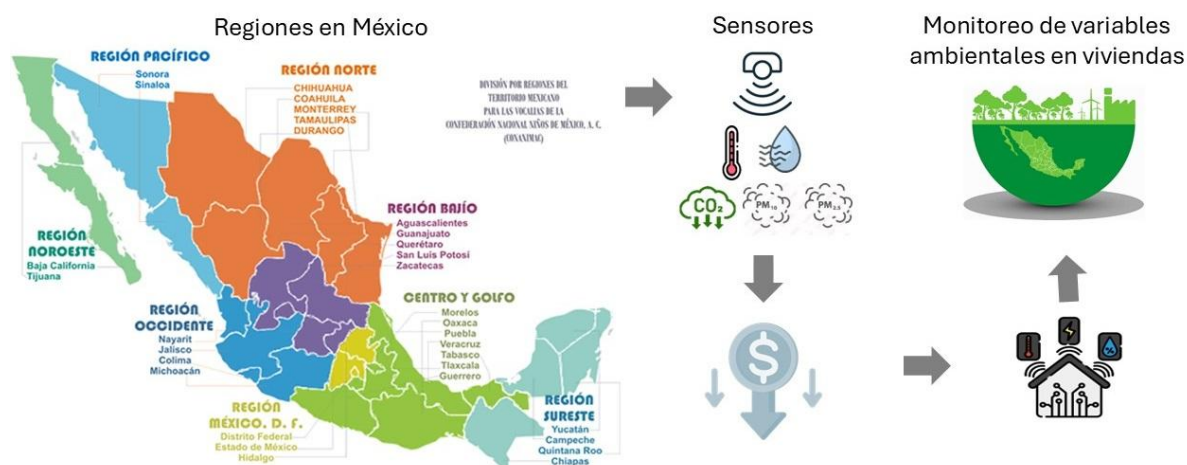 Regiones en México
Sensores
Monitoreo de variables
ambientales en viviendas
REGIÓN PACÍFICO
Sonora
Sinaloa
REGIÓN NORTE
CHIHUAHUA
COAHUILA
MONTERREY
TAMAULIPAS
DURANGO
DIVISIÓN POR REGIONES DEL
TERRITORIO MEXICANO
PARA LAS VOCALIAS DE LA
CONFEDERACIÓN NACIONAL NIÑOS DE MÉXICO, A. C.
(CONANIMAC)
REGIÓN BAJÍO
Aguascalientes
Guanajuato
Querétaro
San Luis Potosí
Zacatecas
REGIÓN
NOROESTE
Baja California
Tijuana
REGIÓN
OCCIDENTE
Nayarit
Jalisco
Colima
Michoacán
CENTRO Y GOLFO
Morelos
Oaxaca
Puebla
Veracruz
Tabasco
Tlaxcala
Guerrero
REGIÓN
MÉXICO. D. F.
Distrito Federal
Estado de México
Hidalgo
REGIÓN
SURESTE
Yucatán
Campeche
Quintana Roo
Chiapas
CO₂
PM₁₀
PM₂.₅
$
%